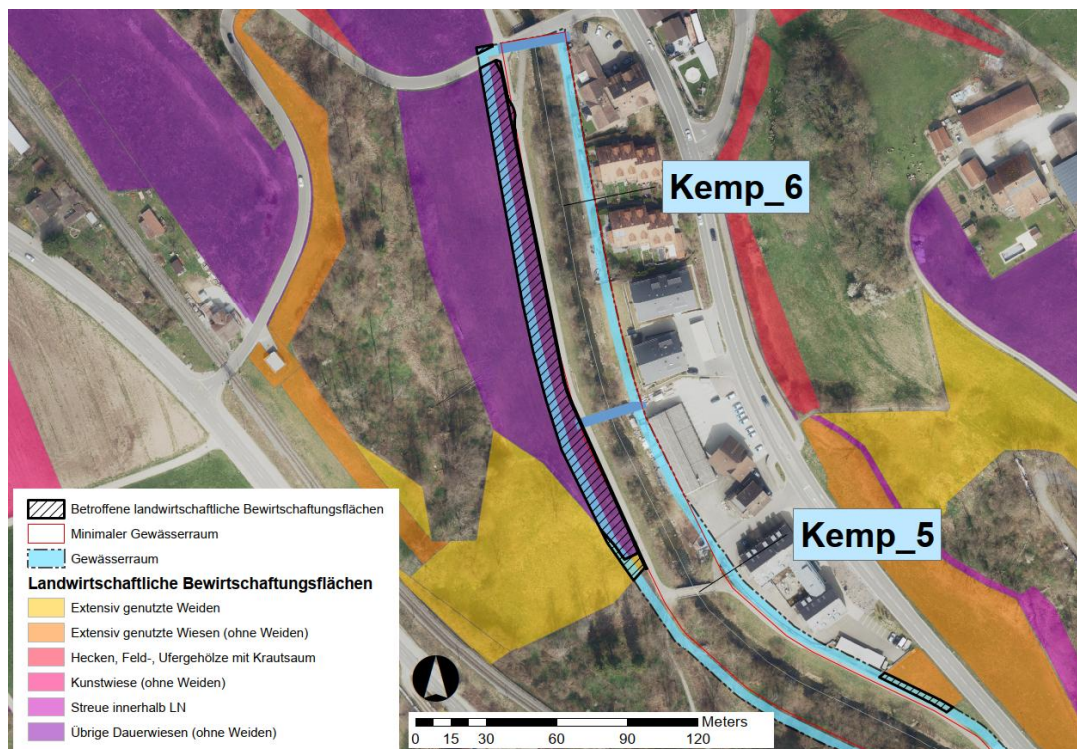 Kemp_6
Kemp_5
Betroffene landwirtschaftliche Bewirtschaftungsflächen
Minimaler Gewässerraum
Gewässerraum
Landwirtschaftliche Bewirtschaftungsflächen
Extensiv genutzte Weiden
Extensiv genutzte Wiesen (ohne Weiden)
Hecken, Feld-, Ufergehölze mit Krautsaum
Kunstwiese (ohne Weiden)
Streue innerhalb LN
Übrige Dauerwiesen (ohne Weiden)
Meters
0 15 30 60 90 120